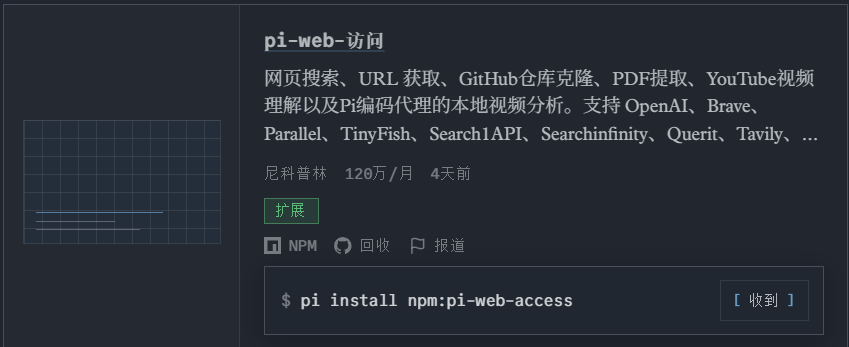 pi-web-访问
网页搜索、URL 获取、GitHub仓库克隆、PDF提取、YouTube视频
理解以及Pi编码代理的本地视频分析。支持 OpenAI、Brave、
Parallel、TinyFish、Search1API、Searchinfinity、Querit、Tavily、...
尼科普林 120万/月 4天前
扩展
NPM 回收 报道
$ pi install npm:pi-web-access [ 收到 ]